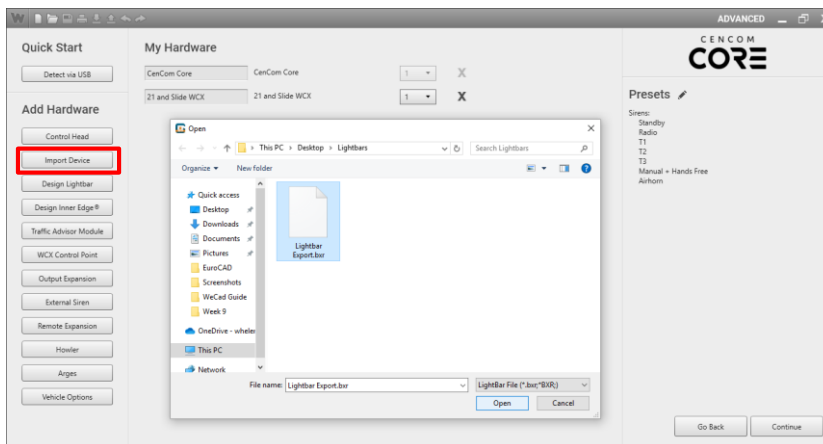 ADVANCED
Quick Start
Detect via USB
Add Hardware
Control Head
Import Device
Design Lightbar
Design Inner Edge®
Traffic Advisor Module
WCX Control Point
Output Expansion
External Siren
Remote Expansion
Howler
Arges
Vehicle Options
My Hardware
CenCom Core CenCom Core 1 X
21 and Slide WCX 21 and Slide WCX 1 X
Open
This PC > Desktop > Lightbars
Search Lightbars
Organize New folder
Quick access
Desktop
Downloads
Documents
Pictures
EuroCAD
Screenshots
WeCad Guide
Week 9
OneDrive - wheler
This PC
Network
Lightbar
Export.bxr
File name: Lightbar Export.bxr
LightBar File (*.bxr;*BXR;)
Open Cancel
CENCOM
CORE
Presets
Sirens:
Standby
Radio
T1
T2
T3
Manual + Hands Free
Airhorn
Go Back Continue